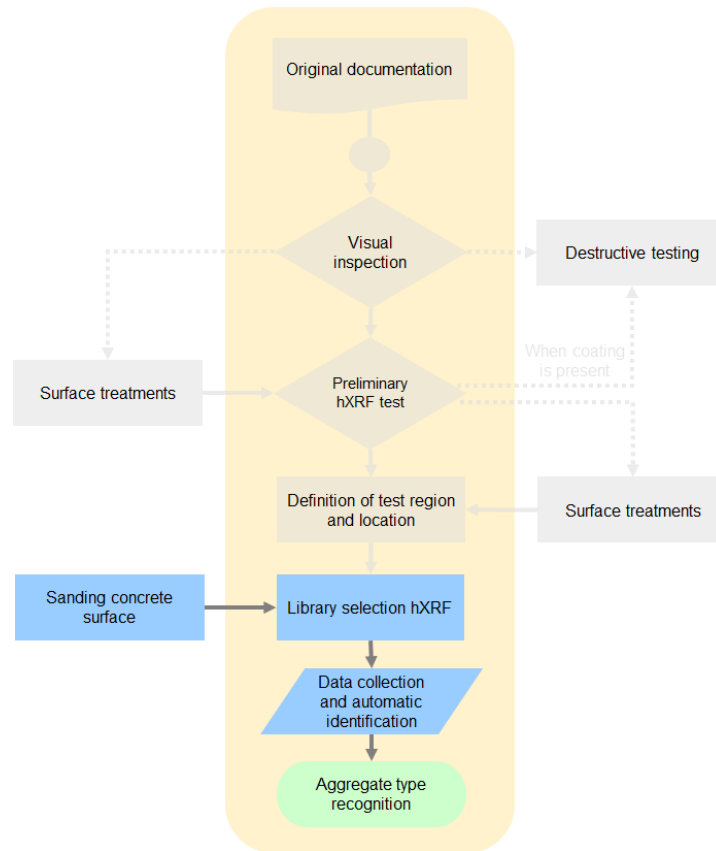 Original documentation
Visual
inspection
Destructive testing
When coating
is present
Surface treatments
Preliminary
hXRF test
Definition of test region
and location
Surface treatments
Sanding concrete
surface
Library selection hXRF
Data collection
and automatic
identification
Aggregate type
recognition